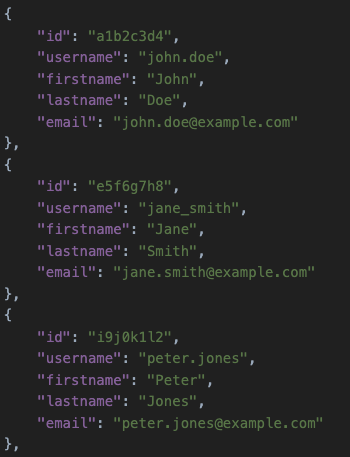 {
"id": "a1b2c3d4",
"username": "john.doe",
"firstname": "John",
"lastname": "Doe",
"email": "john.doe@example.com"
},
{
"id": "e5f6g7h8",
"username": "jane_smith",
"firstname": "Jane",
"lastname": "Smith",
"email": "jane.smith@example.com"
},
{
"id": "i9j0k1l2",
"username": "peter.jones",
"firstname": "Peter",
"lastname": "Jones",
"email": "peter.jones@example.com"
},